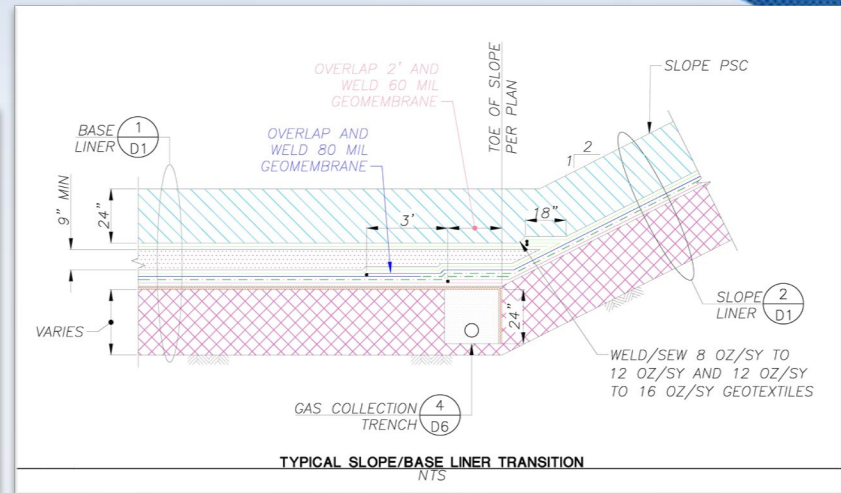 OVERLAP 2' AND
WELD 60 MIL
GEOMEMBRANE
TOE OF SLOPE
PER PLAN
SLOPE PSC
BASE
LINER
1
D1
OVERLAP AND
WELD 80 MIL
GEOMEMBRANE
2
1
9" MIN
24"
3'
18"
VARIES
24"
SLOPE
LINER
2
D1
WELD/SEW 8 OZ/SY TO
12 OZ/SY AND 12 OZ/SY
TO 16 OZ/SY GEOTEXTILES
GAS COLLECTION
TRENCH
4
D6
TYPICAL SLOPE/BASE LINER TRANSITION
NTS